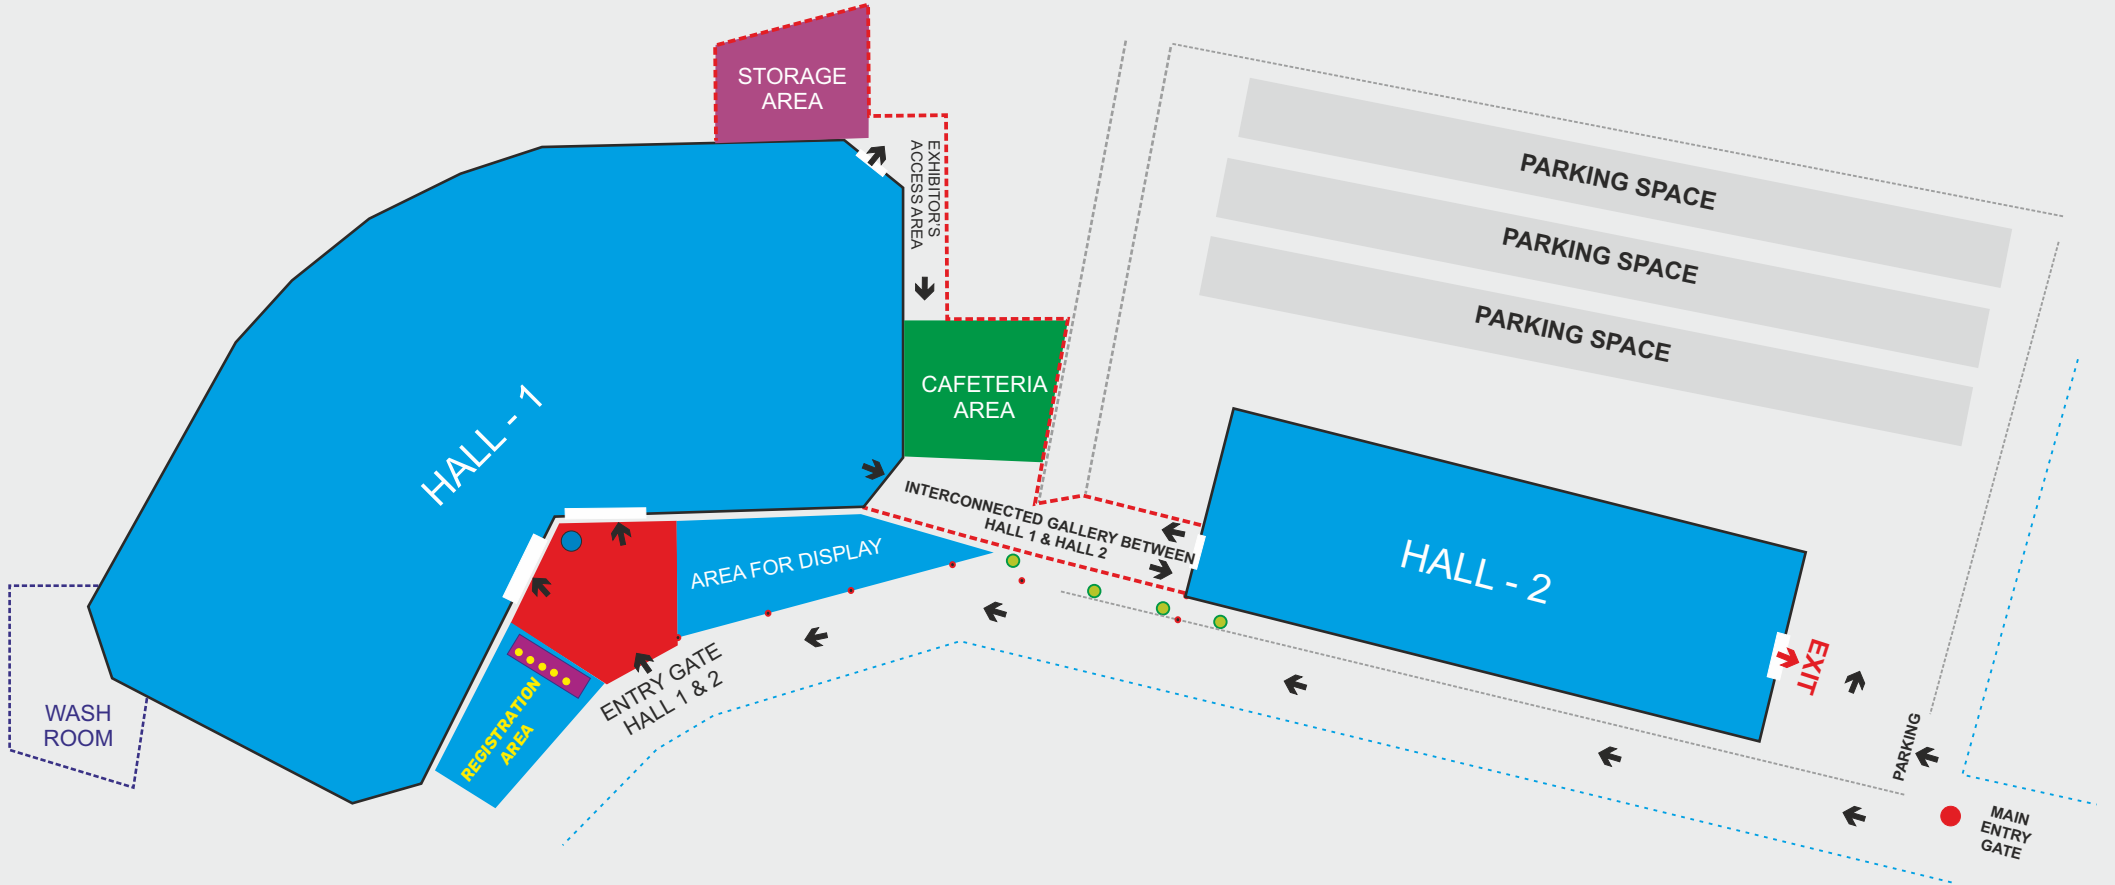 STORAGE
AREA
EXHIBITOR'S
ACCESS AREA
PARKING SPACE
PARKING SPACE
PARKING SPACE
CAFETERIA
AREA
HALL - 1
INTERCONNECTED GALLERY BETWEEN
HALL 1 & HALL 2
AREA FOR DISPLAY
HALL - 2
EXIT
ENTRY GATE
HALL 1 & 2
REGISTRATION
AREA
WASH
ROOM
PARKING
MAIN
ENTRY
GATE